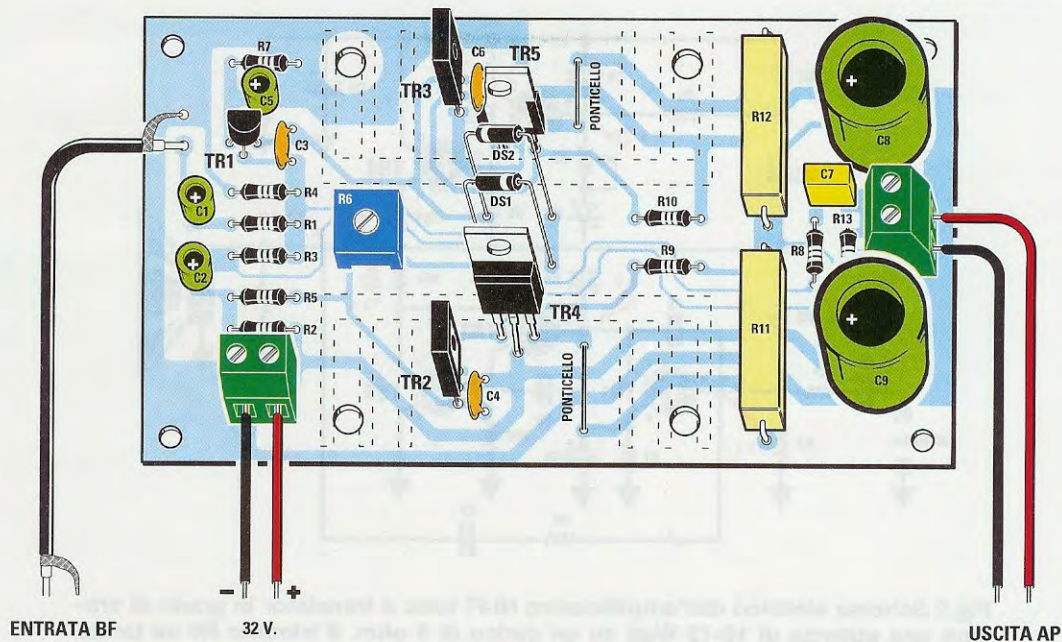 R7
C6
TR5
C5
TR3
PONTICELLO
R12
C8
TR1
C3
DS2
C7
DS1
R4
C1
R6
R10
R1
R13
R3
R8
R9
C2
R5
TR4
R2
R11
TR2
C4
PONTICELLO
C9
- +
ENTRATA BF
32 V.
USCITA AP